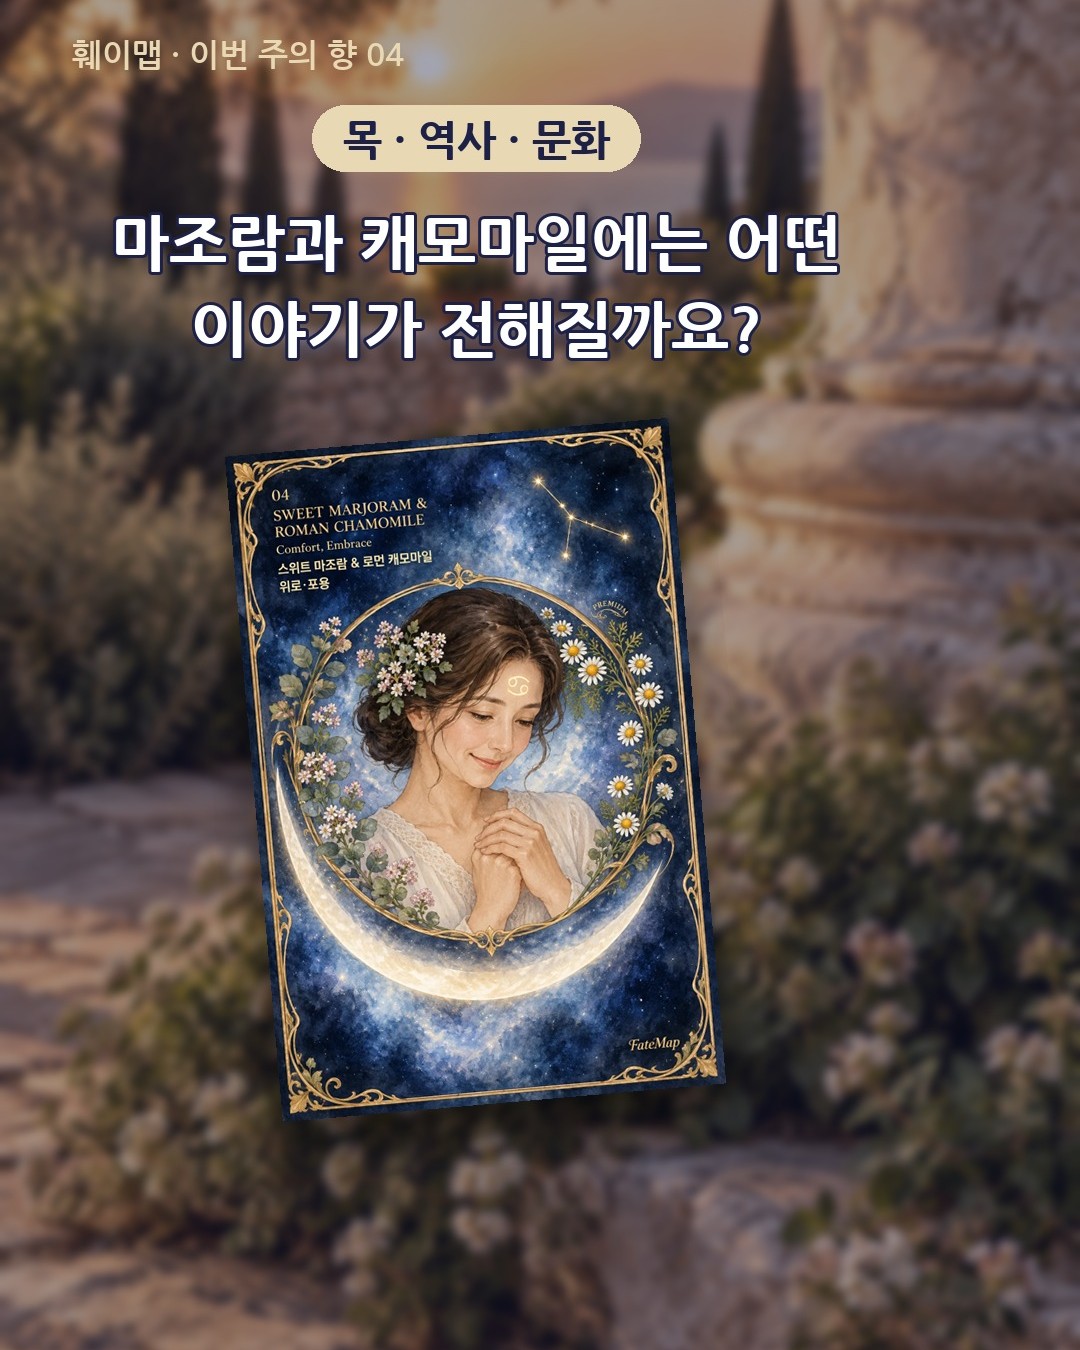 훼이맵 · 이번 주의 향 04
목 · 역사 · 문화
마조람과 캐모마일에는 어떤
이야기가 전해질까요?
04
SWEET MARJORAM &
ROMAN CHAMOMILE
Comfort, Embrace
스위트 마조람 & 로먼 캐모마일
위로·포용
PREMIUM
FateMap